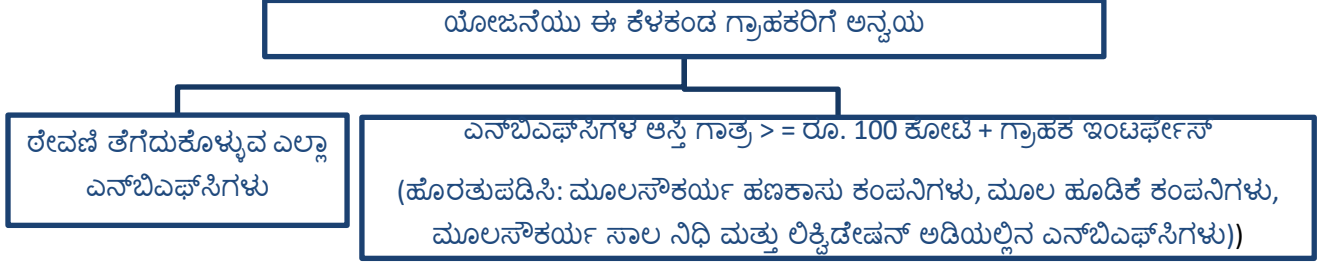 ಯೋಜನೆಯು ಈ ಕೆಳಕಂಡ ಗ್ರಾಹಕರಿಗೆ ಅನ್ವಯ
ಠೇವಣಿ ತೆಗೆದುಕೊಳ್ಳುವ ಎಲ್ಲಾ
ಎನ್‌ಬಿಎಫ್‌ಸಿಗಳು
ಎನ್‌ಬಿಎಫ್‌ಸಿಗಳ ಆಸ್ತಿ ಗಾತ್ರ > = ರೂ. 100 ಕೋಟಿ + ಗ್ರಾಹಕ ಇಂಟರ್ಫೇಸ್
(ಹೊರತುಪಡಿಸಿ: ಮೂಲಸೌಕರ್ಯ ಹಣಕಾಸು ಕಂಪನಿಗಳು, ಮೂಲ ಹೂಡಿಕೆ ಕಂಪನಿಗಳು,
ಮೂಲಸೌಕರ್ಯ ಸಾಲ ನಿಧಿ ಮತ್ತು ಲಿಕ್ವಿಡೇಷನ್ ಅಡಿಯಲ್ಲಿನ ಎನ್‌ಬಿಎಫ್‌ಸಿಗಳು))